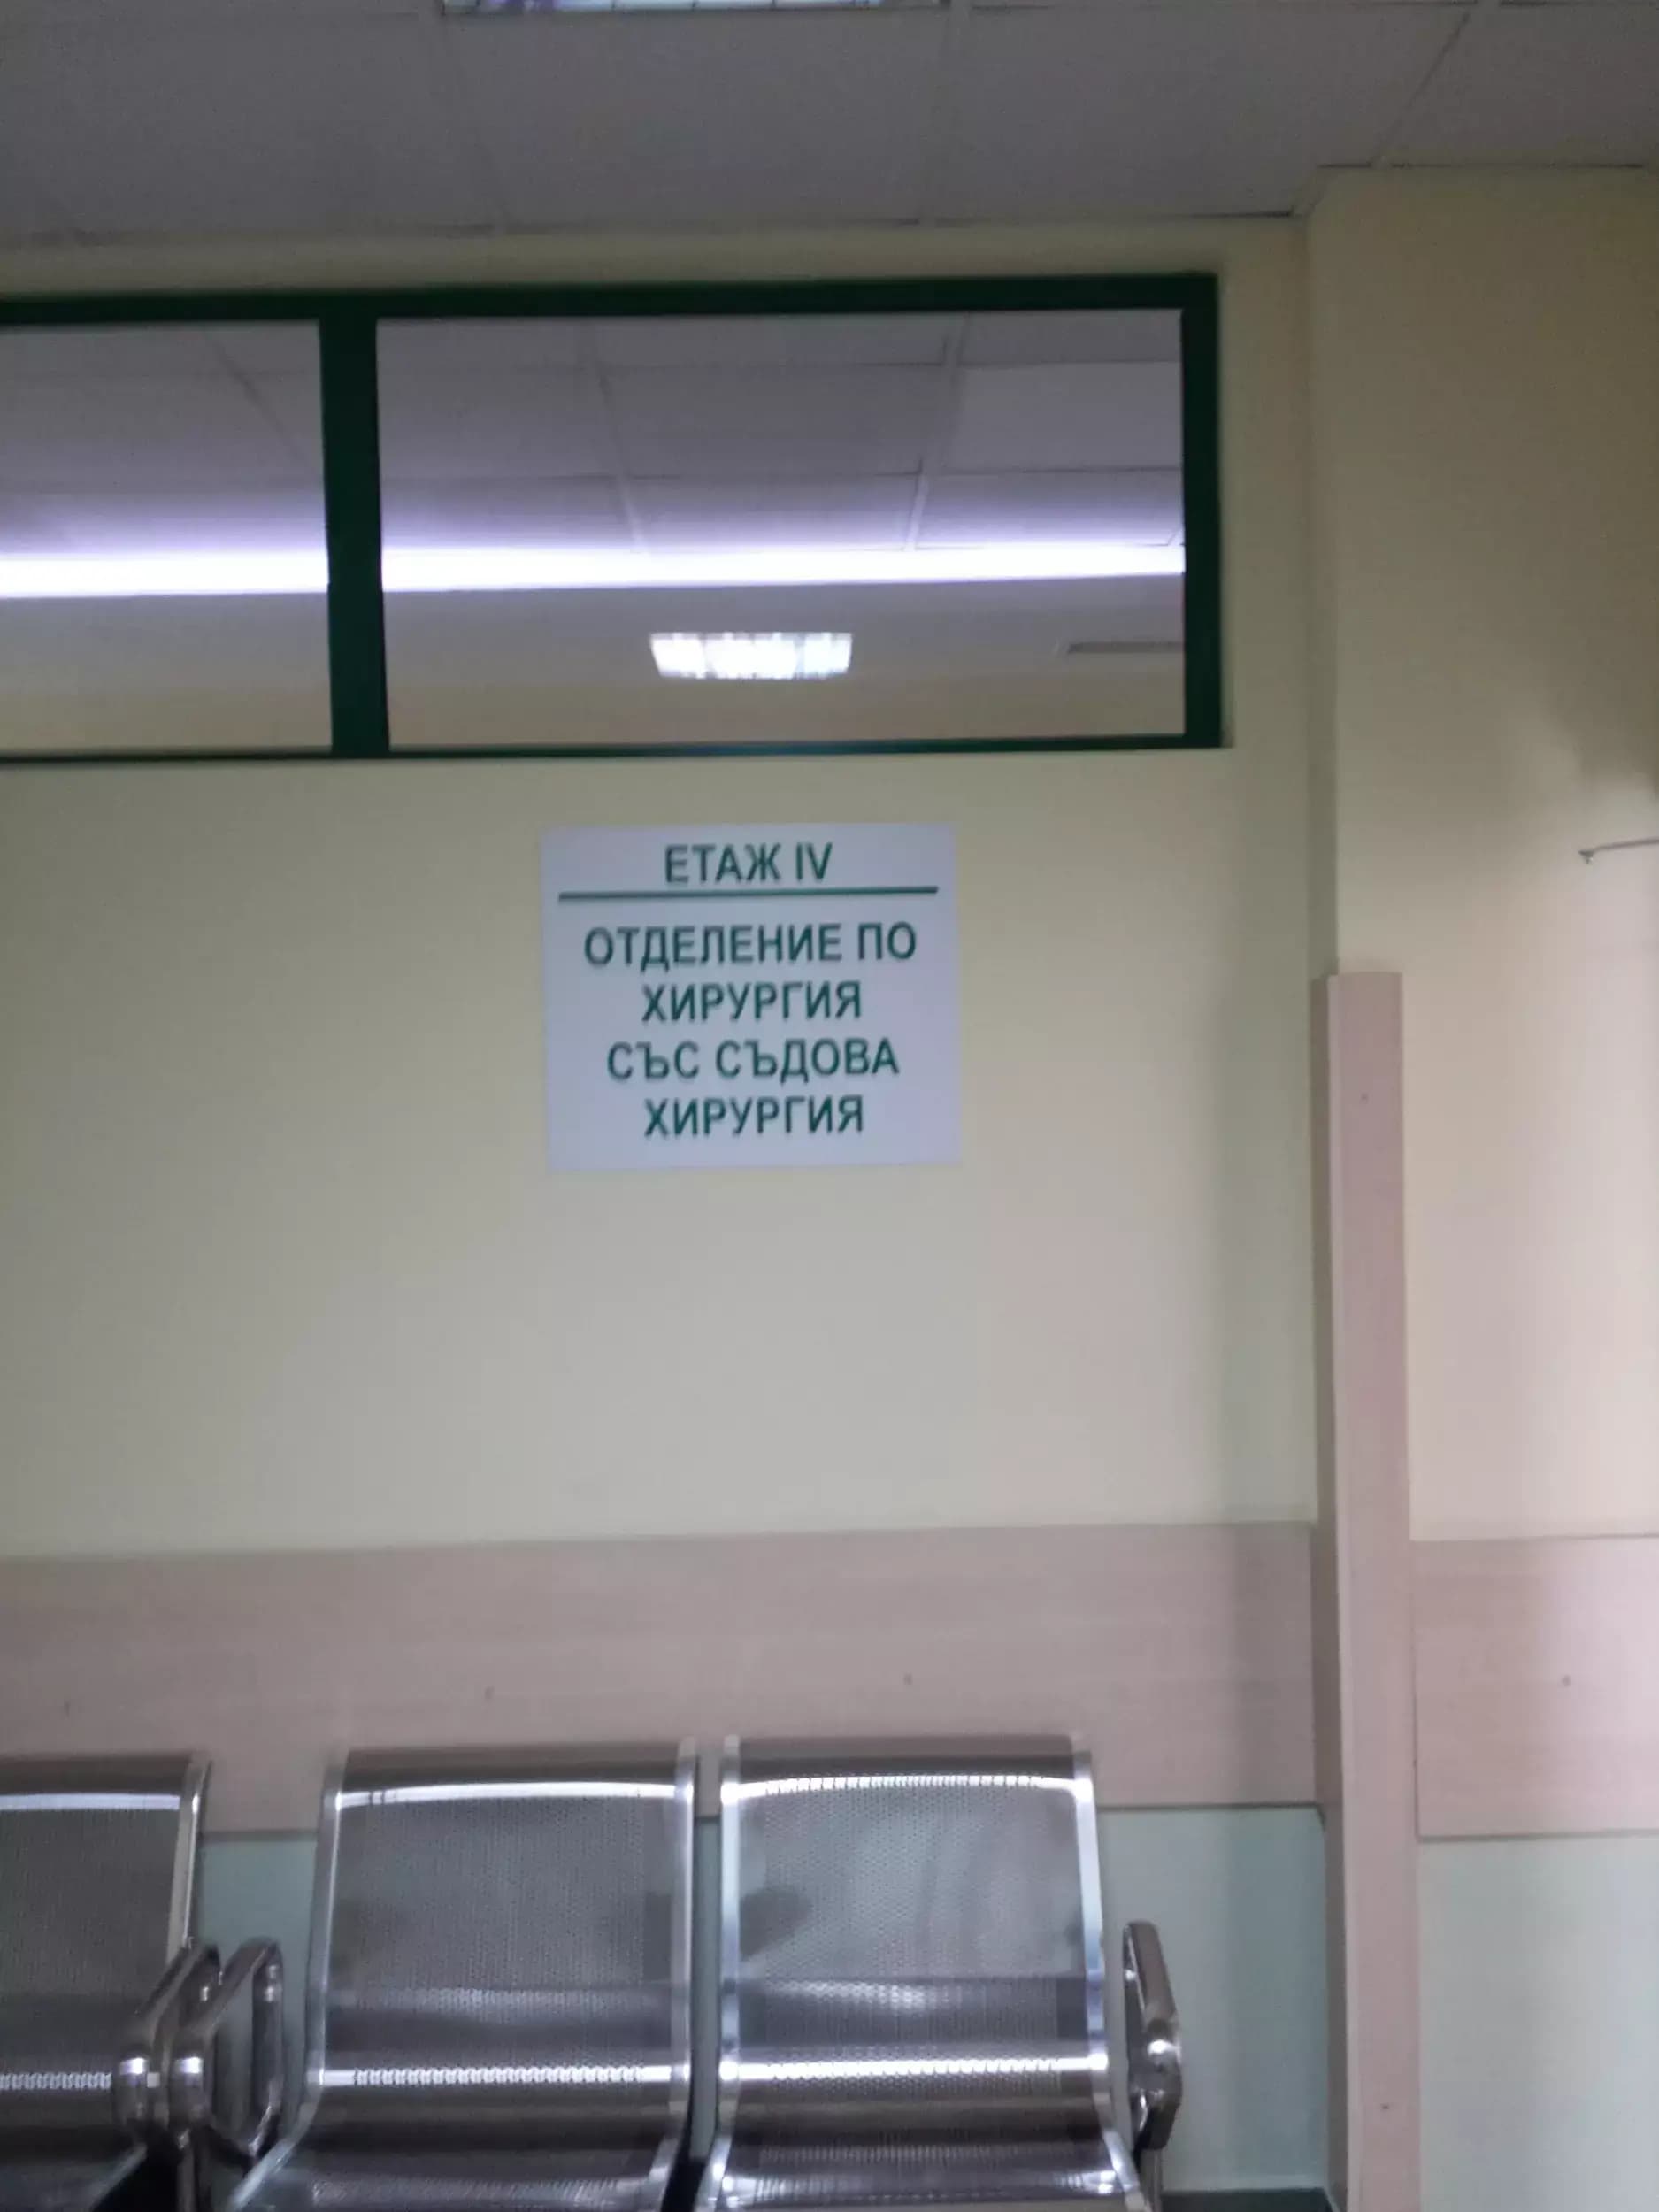 ЕТАЖ IV
ОТДЕЛЕНИЕ ПО
ХИРУРГИЯ
СЪС СЪДОВА
ХИРУРГИЯ